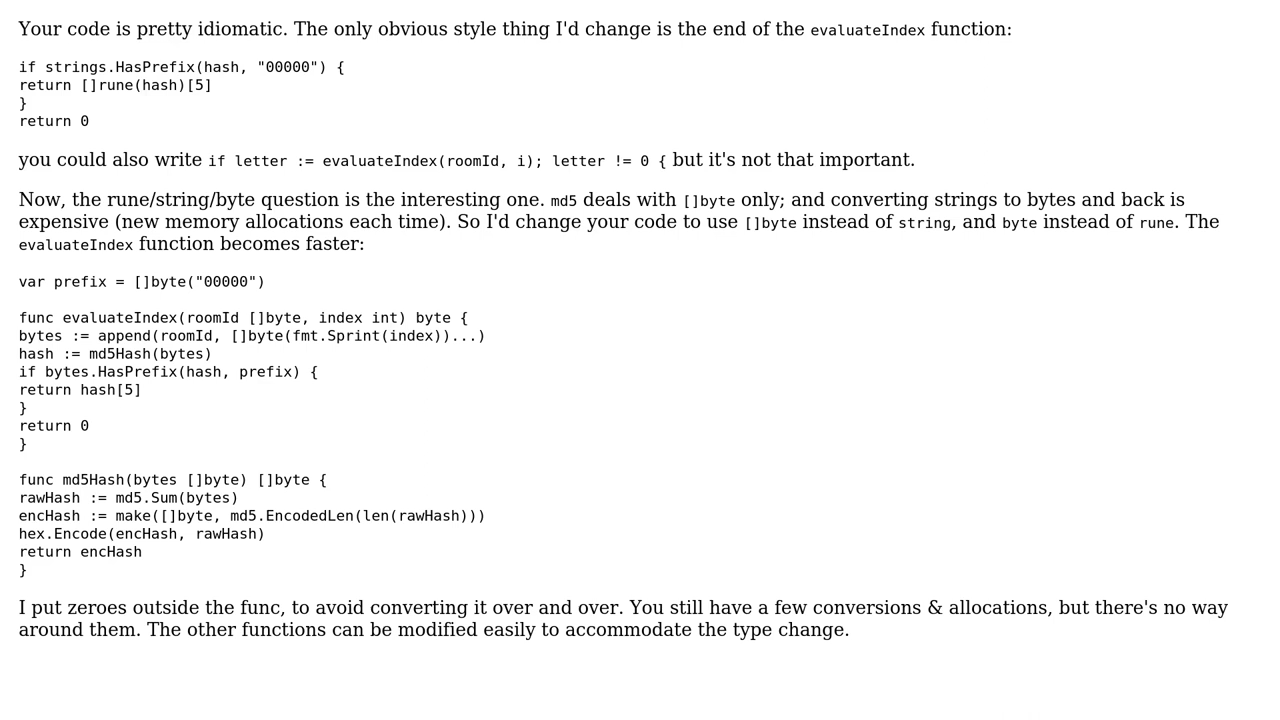 Your code is pretty idiomatic. The only obvious style thing I'd change is the end of the evaluateIndex function:
if strings.HasPrefix(hash, "00000") {
return []rune(hash)[5]
}
return 0
you could also write if letter := evaluateIndex(roomId, i); letter != 0 { but it's not that important.
Now, the rune/string/byte question is the interesting one. md5 deals with []byte only; and converting strings to bytes and back is
expensive (new memory allocations each time). So I'd change your code to use []byte instead of string, and byte instead of rune. The
evaluateIndex function becomes faster:
var prefix = []byte("00000")
func evaluateIndex(roomId []byte, index int) byte {
bytes := append(roomId, []byte(fmt.Sprint(index))...)
hash := md5Hash(bytes)
if bytes.HasPrefix(hash, prefix) {
return hash[5]
}
return 0
}
func md5Hash(bytes []byte) []byte {
rawHash := md5.Sum(bytes)
encHash := make([]byte, md5.EncodedLen(len(rawHash)))
hex.Encode(encHash, rawHash)
return encHash
}
I put zeroes outside the func, to avoid converting it over and over. You still have a few conversions & allocations, but there's no way
around them. The other functions can be modified easily to accommodate the type change.